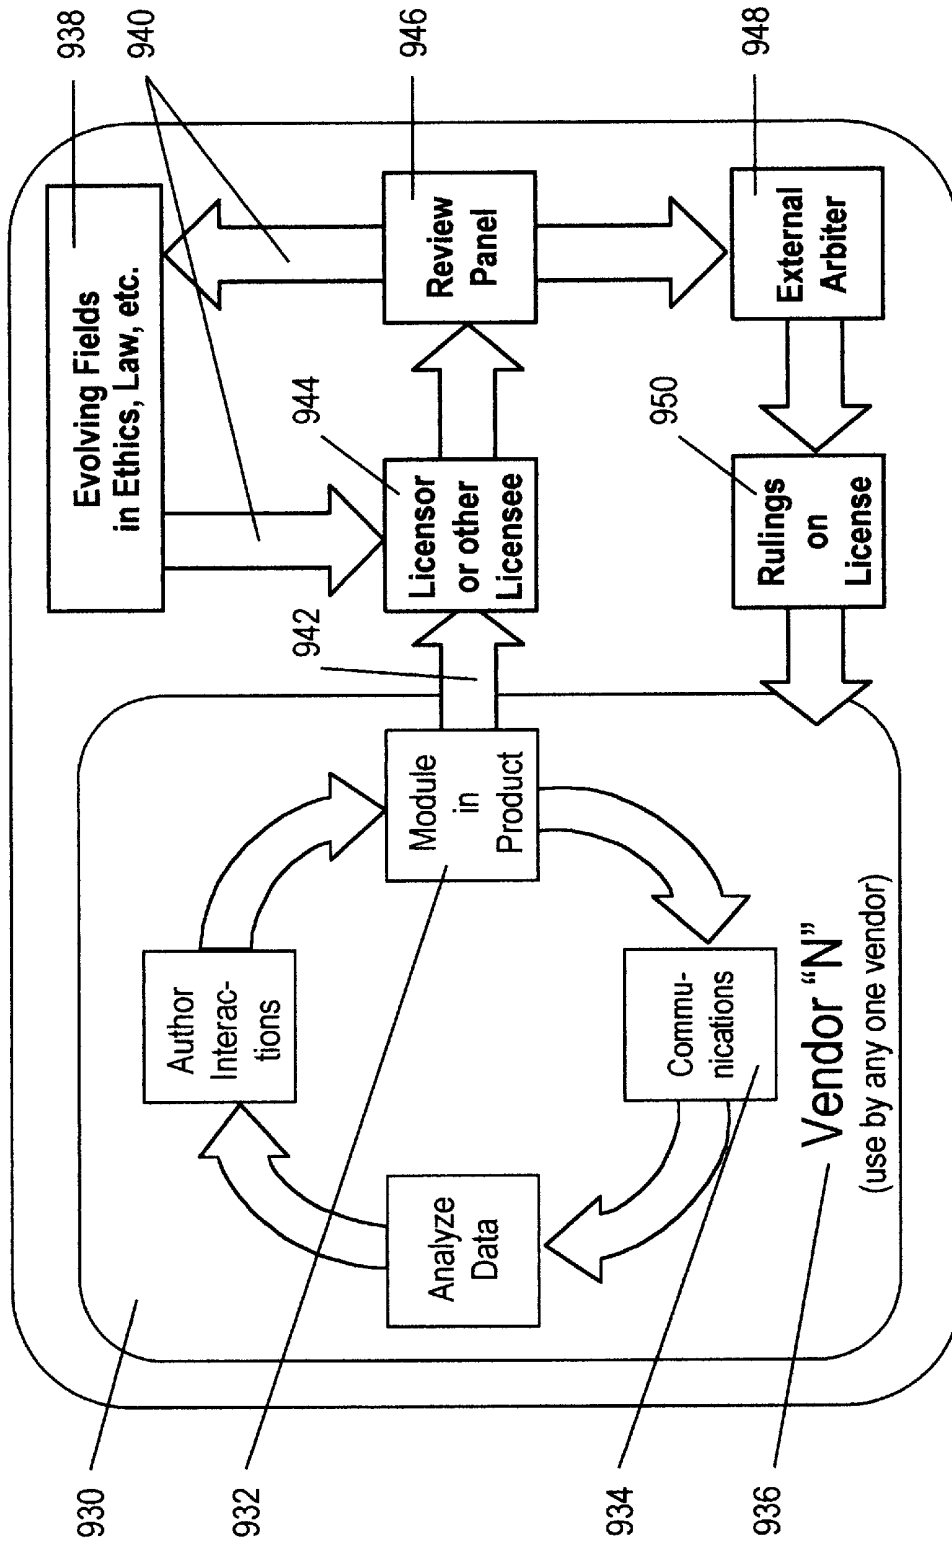 930
932
934
936
Author
Interac-
tions
Analyze
Data
Module
in
Product
Commu-
nications
Vendor “N”
(use by any one vendor)
942
944
950
938
940
946
948
Evolving Fields
in Ethics, Law, etc.
Licensor
or other
Licensee
Review
Panel
Rulings
on
License
External
Arbiter